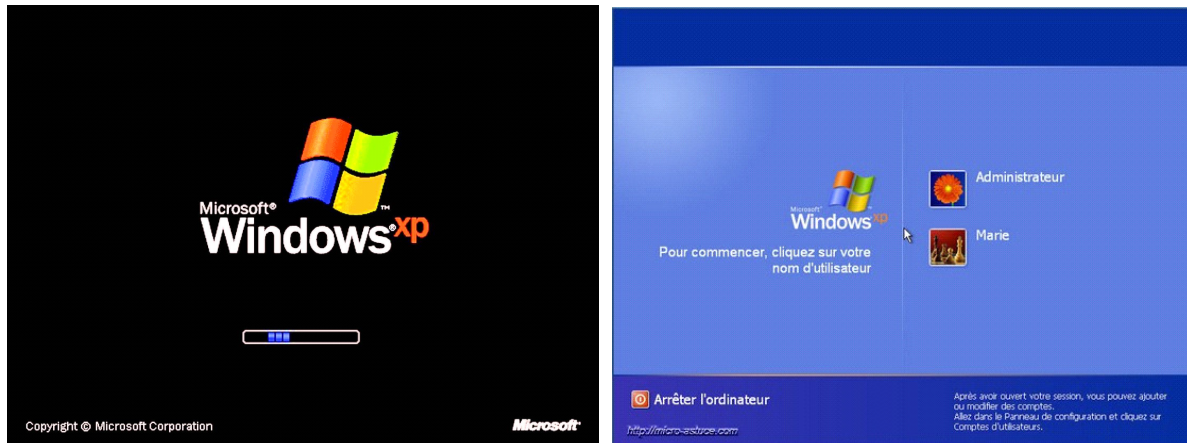 Microsoft®
Windows®xp™
Copyright © Microsoft Corporation
Microsoft®
Microsoft®
Windows xp
Pour commencer, cliquez sur votre
nom d'utilisateur
Administrateur
Marie
Arrêter l'ordinateur
http://micro-astuce.com
Après avoir ouvert votre session, vous pouvez ajouter
ou modifier des comptes.
Allez dans le Panneau de configuration et cliquez sur
Comptes d'utilisateurs.